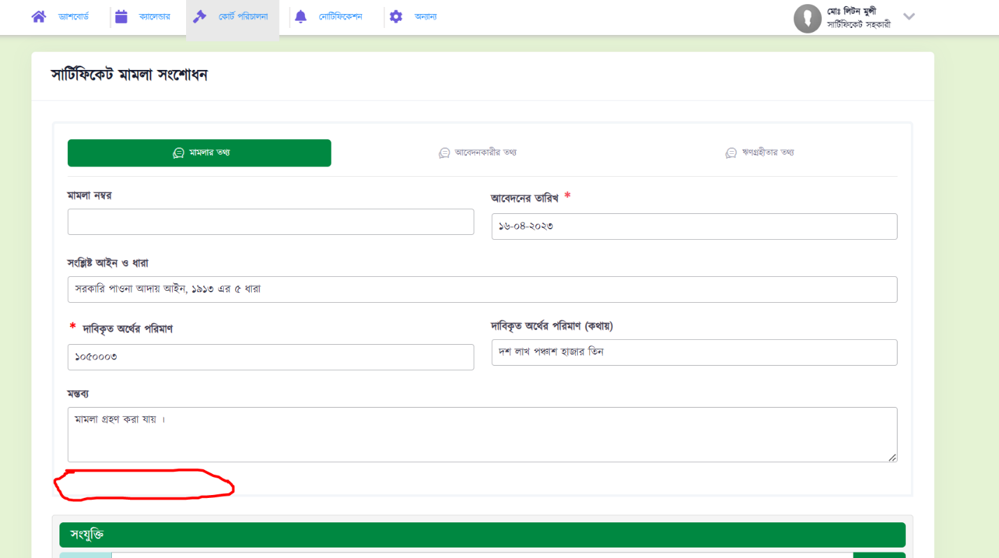 ড্যাশবোর্ড ক্যালেন্ডার কোর্ট পরিচালনা নোটিফিকেশন অন্যান্য
মোঃ লিটন মুন্সী
সার্টিফিকেট সহকারী
সার্টিফিকেট মামলা সংশোধন
মামলার তথ্য আবেদনকারীর তথ্য ঋণগ্রহীতার তথ্য
মামলা নম্বর
আবেদনের তারিখ *
১৬-০৪-২০২৩
সংশ্লিষ্ট আইন ও ধারা
সরকারি পাওনা আদায় আইন, ১৯১৩ এর ৫ ধারা
* দাবিকৃত অর্থের পরিমাণ
দাবিকৃত অর্থের পরিমাণ (কথায়)
১০৫০০০৩
দশ লাখ পঞ্চাশ হাজার তিন
মন্তব্য
মামলা গ্রহণ করা যায় ।
সংযুক্তি